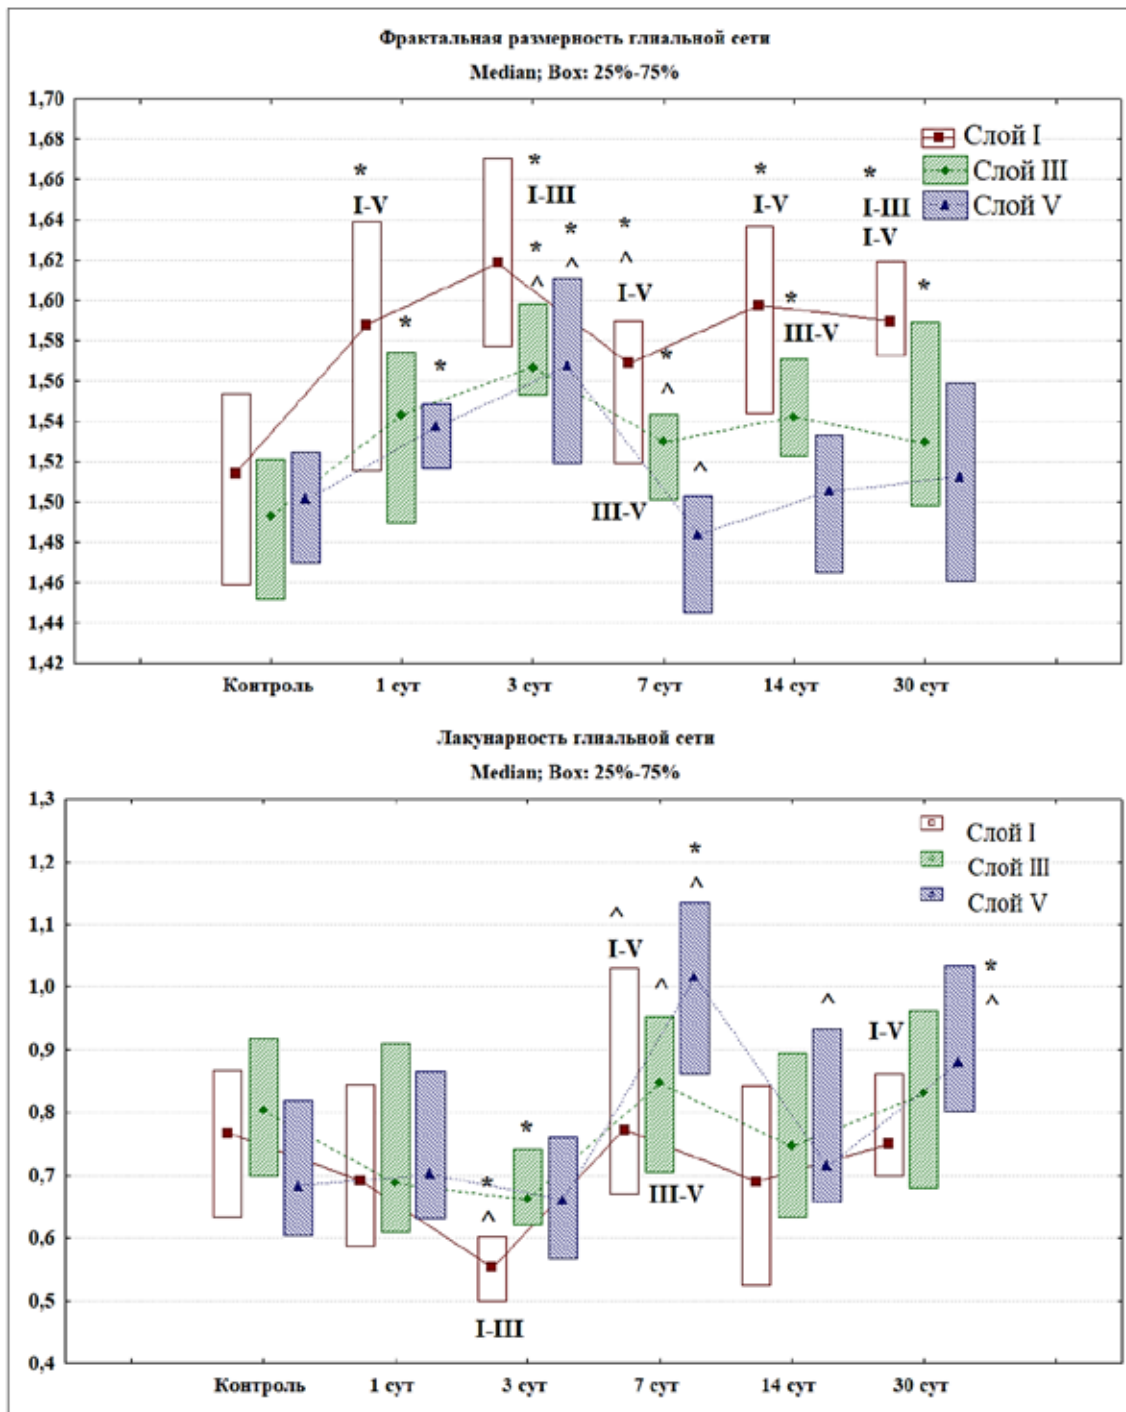 Фрактальная размерность глиальной сети
Median; Box: 25%-75%
1,70
1,68
1,66
1,64
1,62
1,60
1,58
1,56
1,54
1,52
1,50
1,48
1,46
1,44
1,42
Слой I
Слой III
Слой V
*
I-V
*
*
*
I-III
*
^
*
^
*
^
I-V
*
^
III-V
^
*
I-V
*
III-V
*
I-III
I-V
*
Контроль 1 сут 3 сут 7 сут 14 сут 30 сут
Лакунарность глиальной сети
Median; Box: 25%-75%
1,3
1,2
1,1
1,0
0,9
0,8
0,7
0,6
0,5
0,4
Слой I
Слой III
Слой V
*
^
I-III
*
^
I-V
^
III-V
*
^
^
I-V
*
^
Контроль 1 сут 3 сут 7 сут 14 сут 30 сут